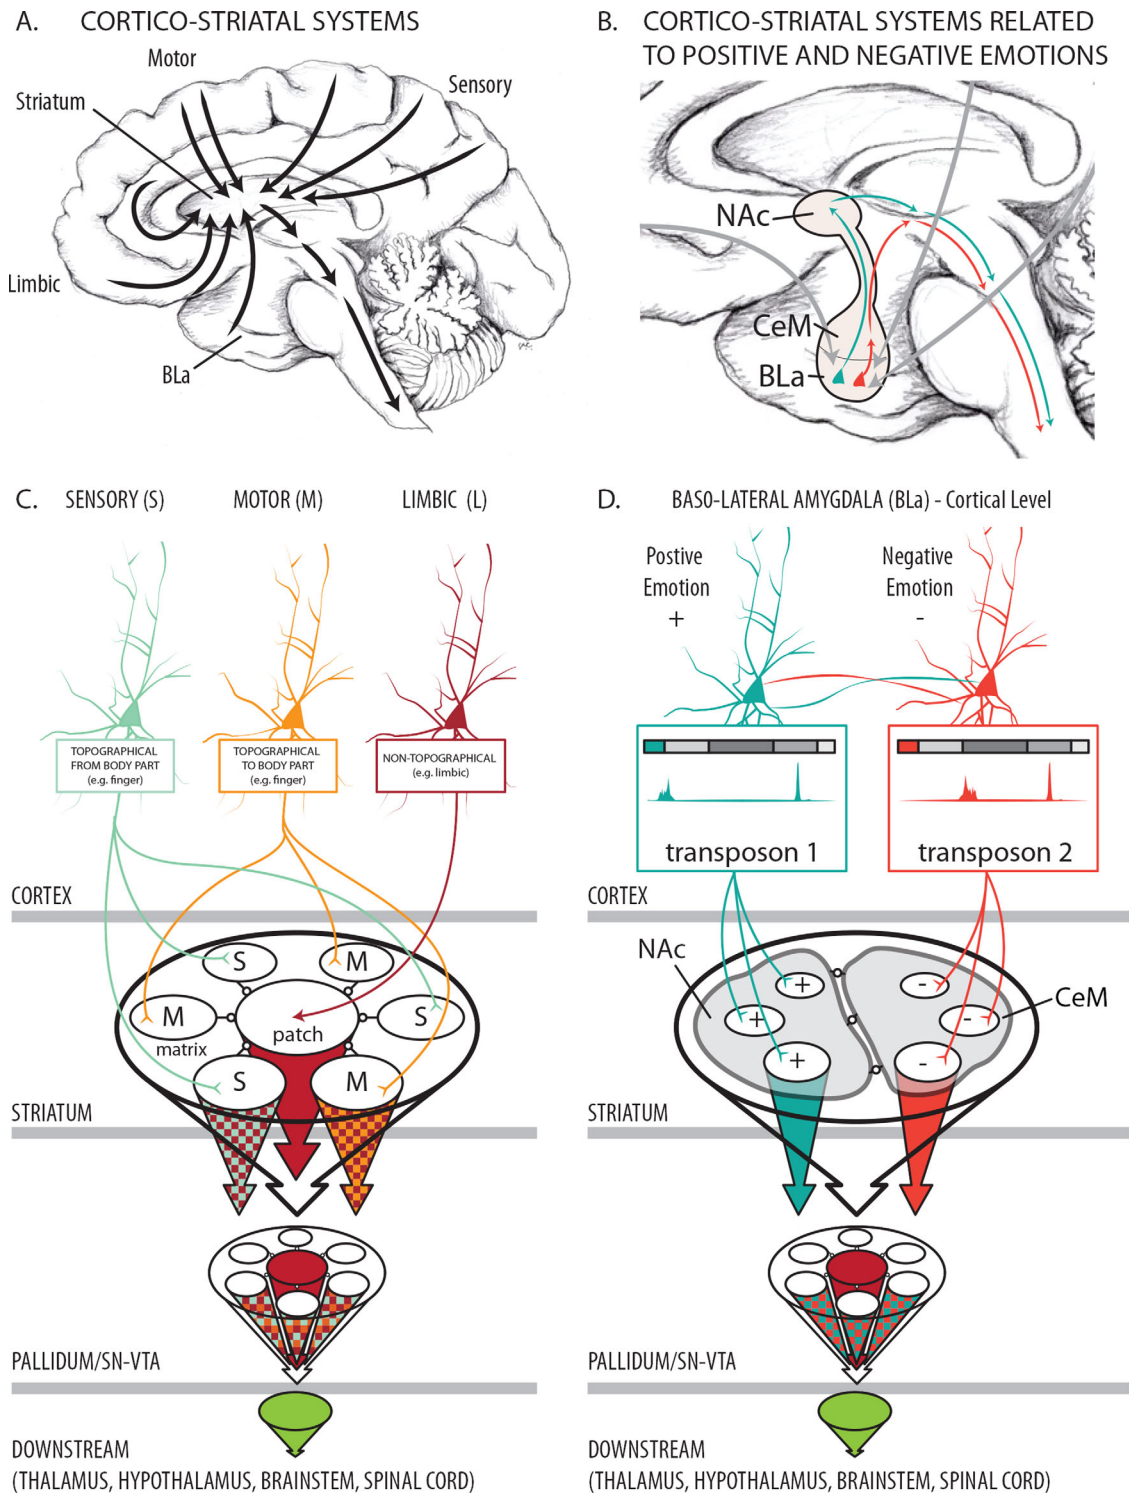 A. CORTICO-STRIATAL SYSTEMS
Motor
Striatum
Sensory
Limbic
BLa
B. CORTICO-STRIATAL SYSTEMS RELATED
TO POSITIVE AND NEGATIVE EMOTIONS
NAc
CeM
BLa
C. SENSORY (S) MOTOR (M) LIMBIC (L)
TOPOGRAPHICAL
FROM BODY PART
(e.g. finger)
TOPOGRAPHICAL
TO BODY PART
(e.g. finger)
NON-TOPOGRAPHICAL
(e.g. limbic)
CORTEX
S
M
M
S
patch
matrix
S
M
STRIATUM
PALLIDUM/SN-VTA
DOWNSTREAM
(THALAMUS, HYPOTHALAMUS, BRAINSTEM, SPINAL CORD)
D. BASO-LATERAL AMYGDALA (BLa) - Cortical Level
Postive
Emotion
+
Negative
Emotion
-
transposon 1
transposon 2
CORTEX
NAc
CeM
+
-
+
-
+
-
STRIATUM
PALLIDUM/SN-VTA
DOWNSTREAM
(THALAMUS, HYPOTHALAMUS, BRAINSTEM, SPINAL CORD)